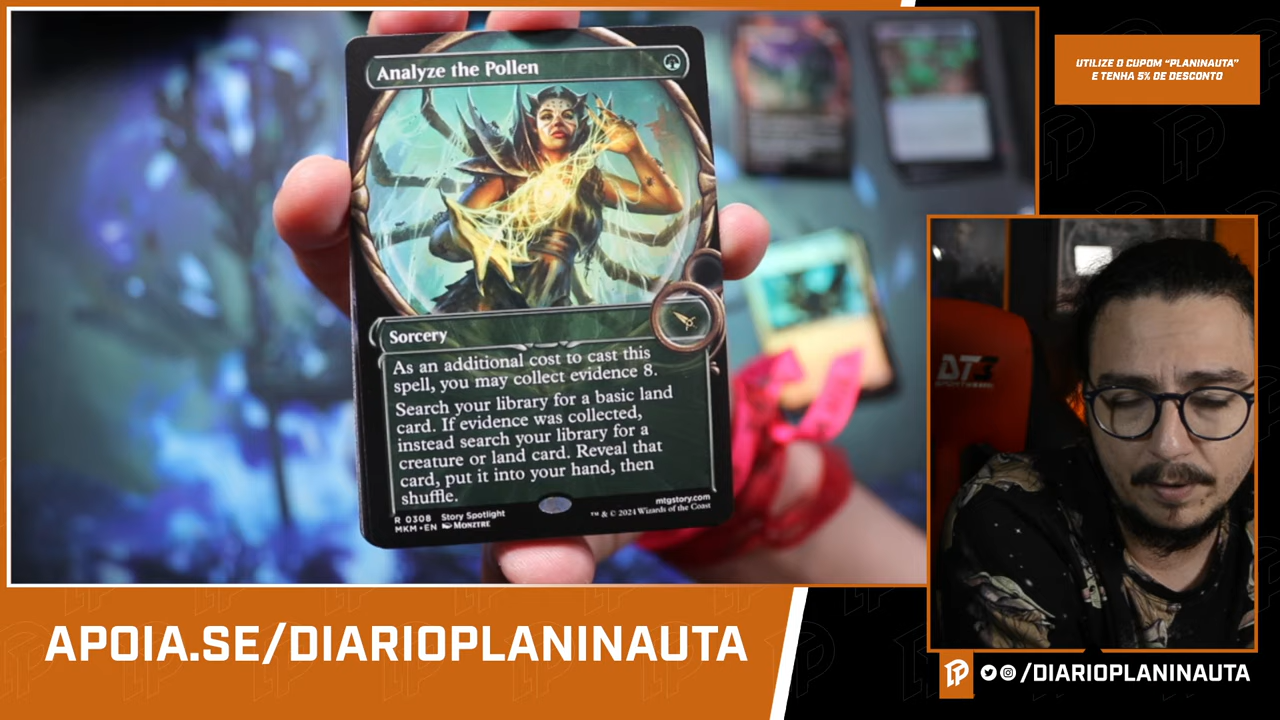 Analyze the Pollen
Sorcery
As an additional cost to cast this
spell, you may collect evidence 8.
Search your library for a basic land
card. If evidence was collected,
instead search your library for a
creature or land card. Reveal that
card, put it into your hand, then
shuffle.
R 0308 Story Spotlight
MKM•EN Monztre
mtgstory.com
™ & © 2024 Wizards of the Coast
UTILIZE O CUPOM "PLANINAUTA"
E TENHA 5% DE DESCONTO
DT3
APOIA.SE/DIARIOPLANINAUTA
/DIARIOPLANINAUTA